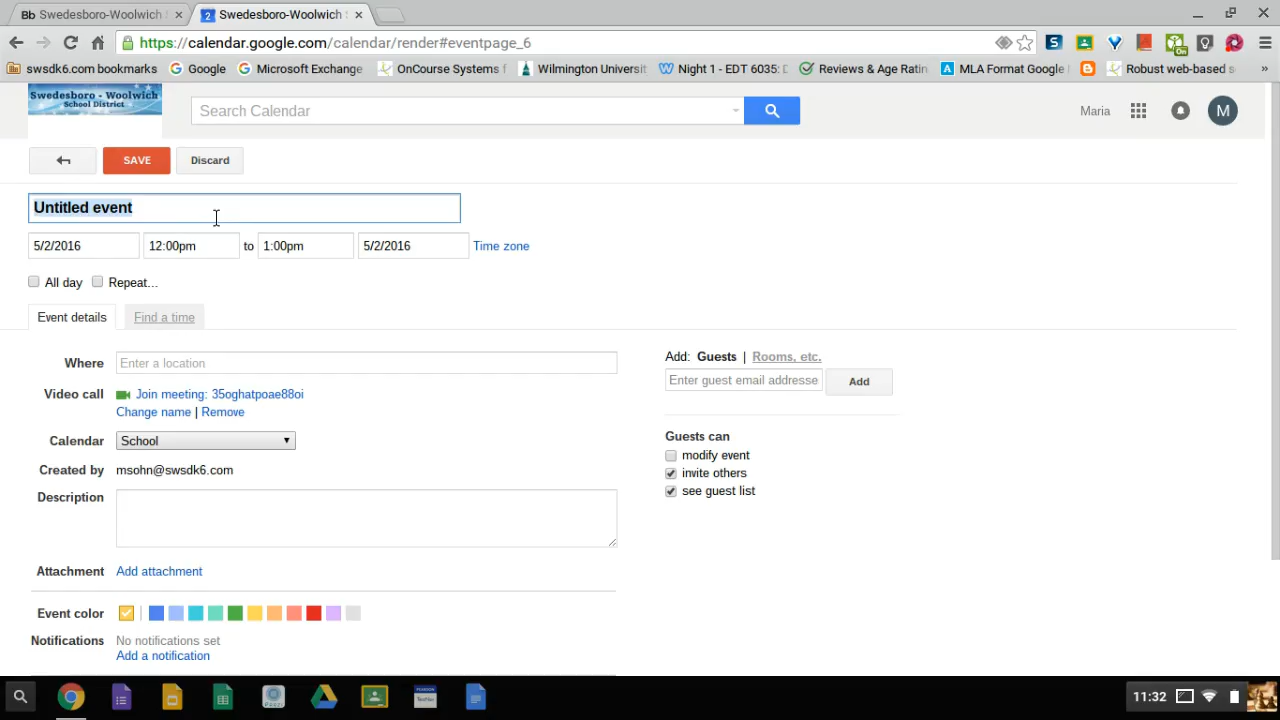 Bb Swedesboro-Woolwich S × 2 Swedesboro-Woolwich S ×
https://calendar.google.com/calendar/render#eventpage_6
swsdk6.com bookmarks Google Microsoft Exchange OnCourse Systems f Wilmington Universi Night 1 - EDT 6035: D Reviews & Age Ratin MLA Format Google Robust web-based s »
Swedesboro - Woolwich
School District
Search Calendar
Maria
M
SAVE Discard
Untitled event
5/2/2016 12:00pm to 1:00pm 5/2/2016 Time zone
All day Repeat...
Event details Find a time
Where Enter a location
Add: Guests | Rooms, etc.
Enter guest email addresse Add
Video call Join meeting: 35oghatpoae88oi
Change name | Remove
Calendar School
Guests can
modify event
invite others
see guest list
Created by msohn@swsdk6.com
Description
Attachment Add attachment
Event color
Notifications No notifications set
Add a notification
11:32